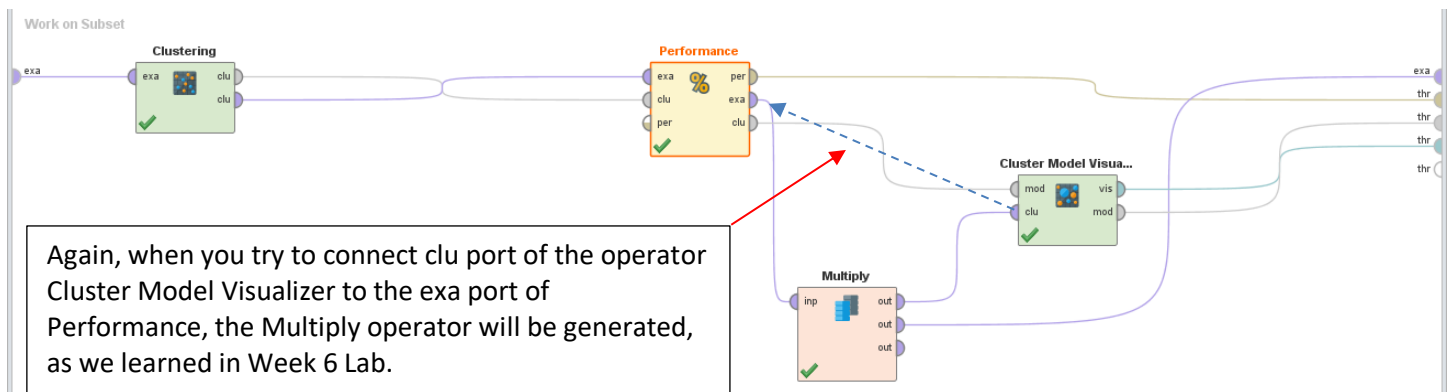 Work on Subset
Clustering
exa
exa
clu
clu
Performance
exa
per
clu
exa
per
clu
Cluster Model Visua...
mod
vis
clu
mod
Multiply
inp
out
out
out
exa
thr
thr
thr
thr
Again, when you try to connect clu port of the operator
Cluster Model Visualizer to the exa port of
Performance, the Multiply operator will be generated,
as we learned in Week 6 Lab.